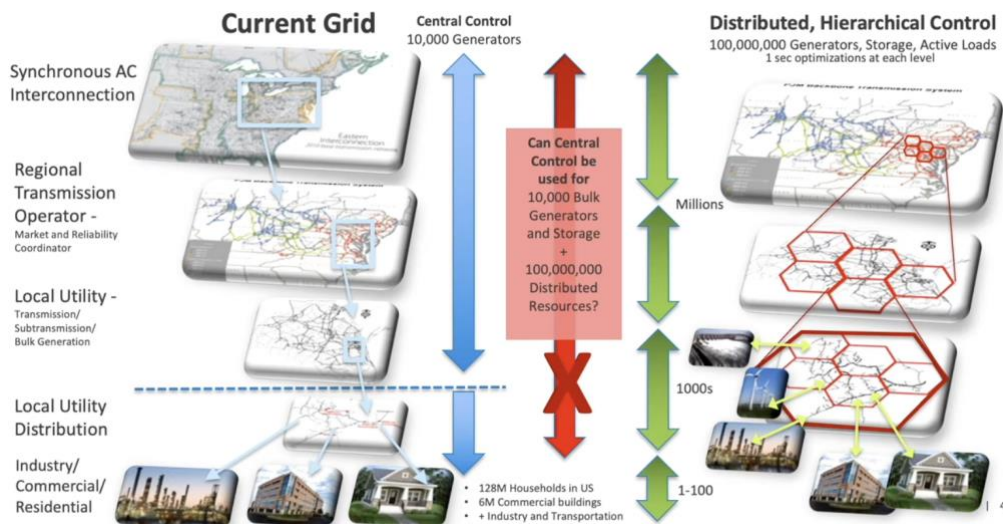 Current Grid
Central Control
10,000 Generators
Distributed, Hierarchical Control
100,000,000 Generators, Storage, Active Loads
1 sec optimizations at each level
Synchronous AC
Interconnection
Eastern
Interconnection
Regional
Transmission
Operator -
Market and Reliability
Coordinator
Local Utility -
Transmission/
Subtransmission/
Bulk Generation
Local Utility
Distribution
Industry/
Commercial/
Residential
Can Central
Control be
used for
10,000 Bulk
Generators
and Storage
+
100,000,000
Distributed
Resources?
X
Millions
1000s
1-100
• 128M Households in US
• 6M Commercial buildings
• + Industry and Transportation
Backbone Transmission System
| 4